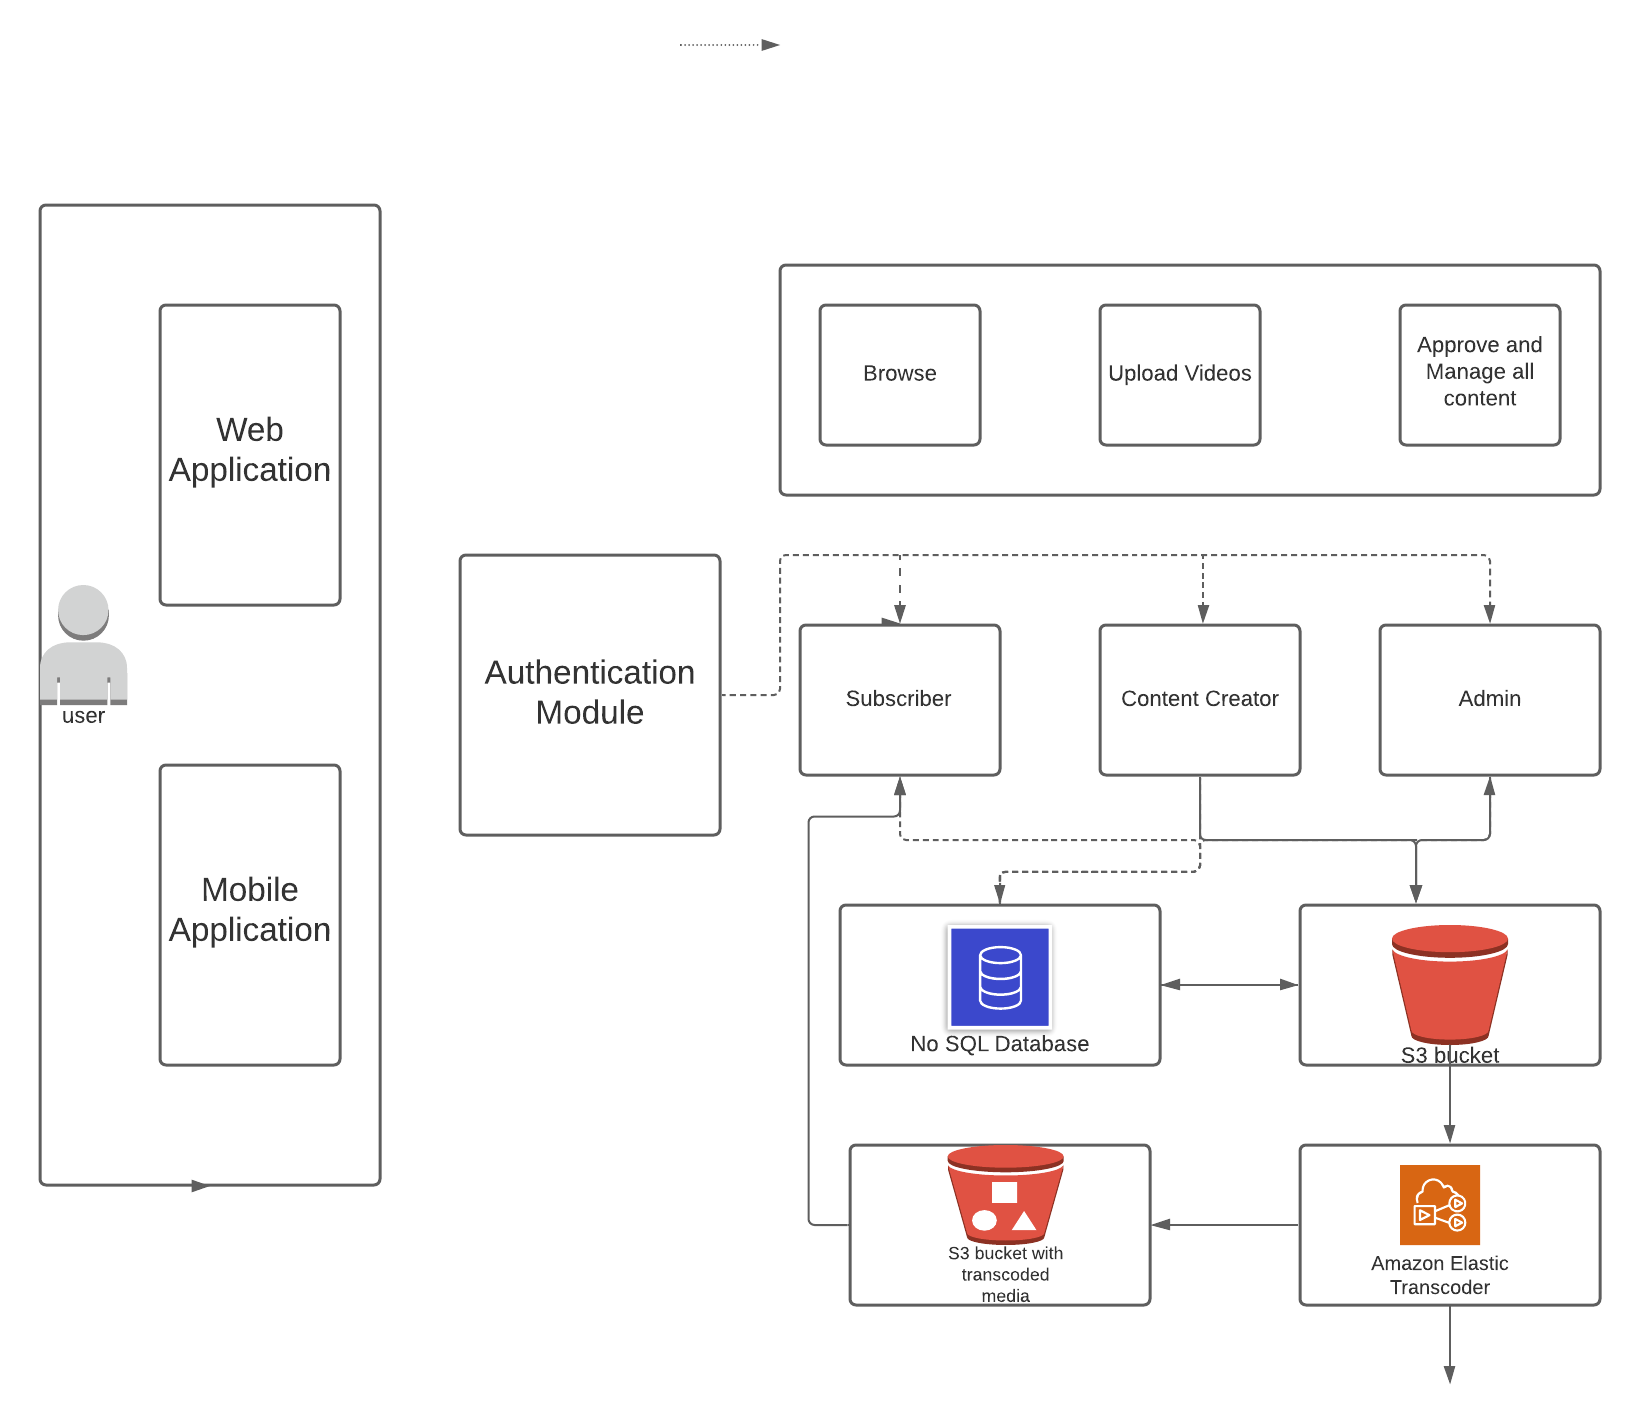 Browse
Upload Videos
Approve and
Manage all
content
Web
Application
Authentication
Module
Subscriber
Content Creator
Admin
user
Mobile
Application
No SQL Database
S3 bucket
S3 bucket with
transcoded
media
Amazon Elastic
Transcoder